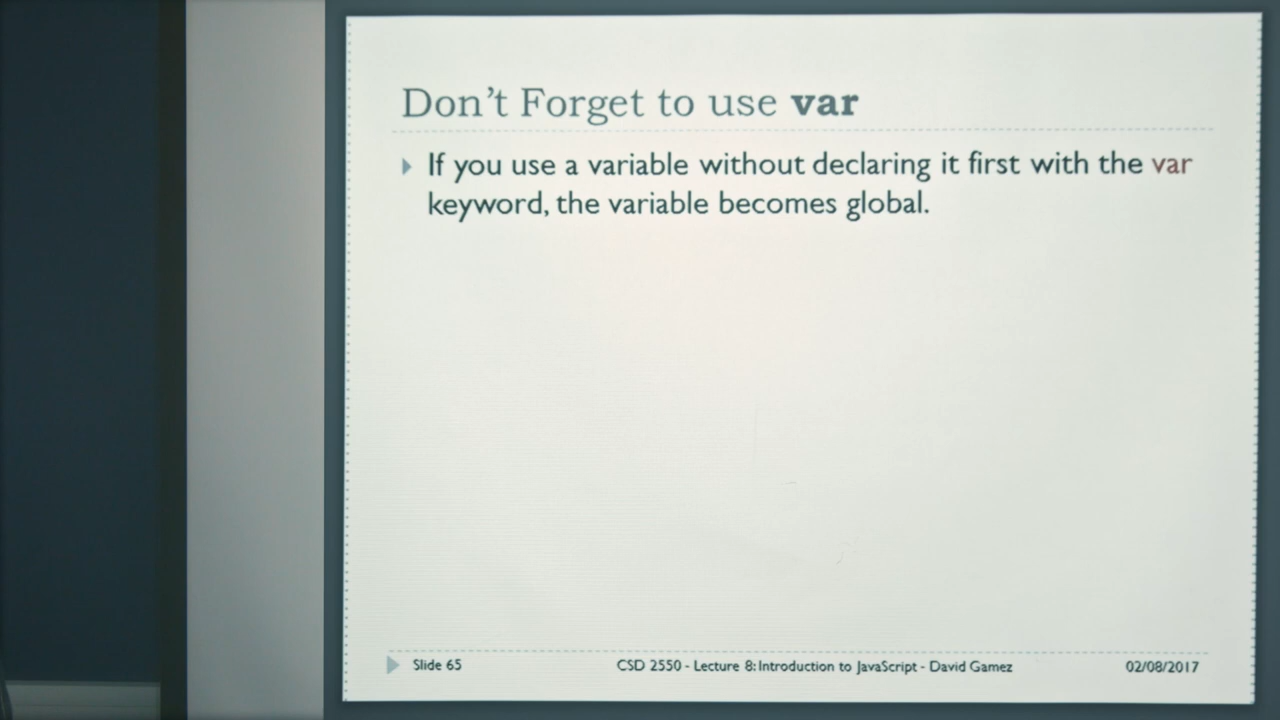 Don't Forget to use var
If you use a variable without declaring it first with the var
keyword, the variable becomes global.
Slide 65
CSD 2550 - Lecture 8: Introduction to JavaScript - David Gamez
02/08/2017